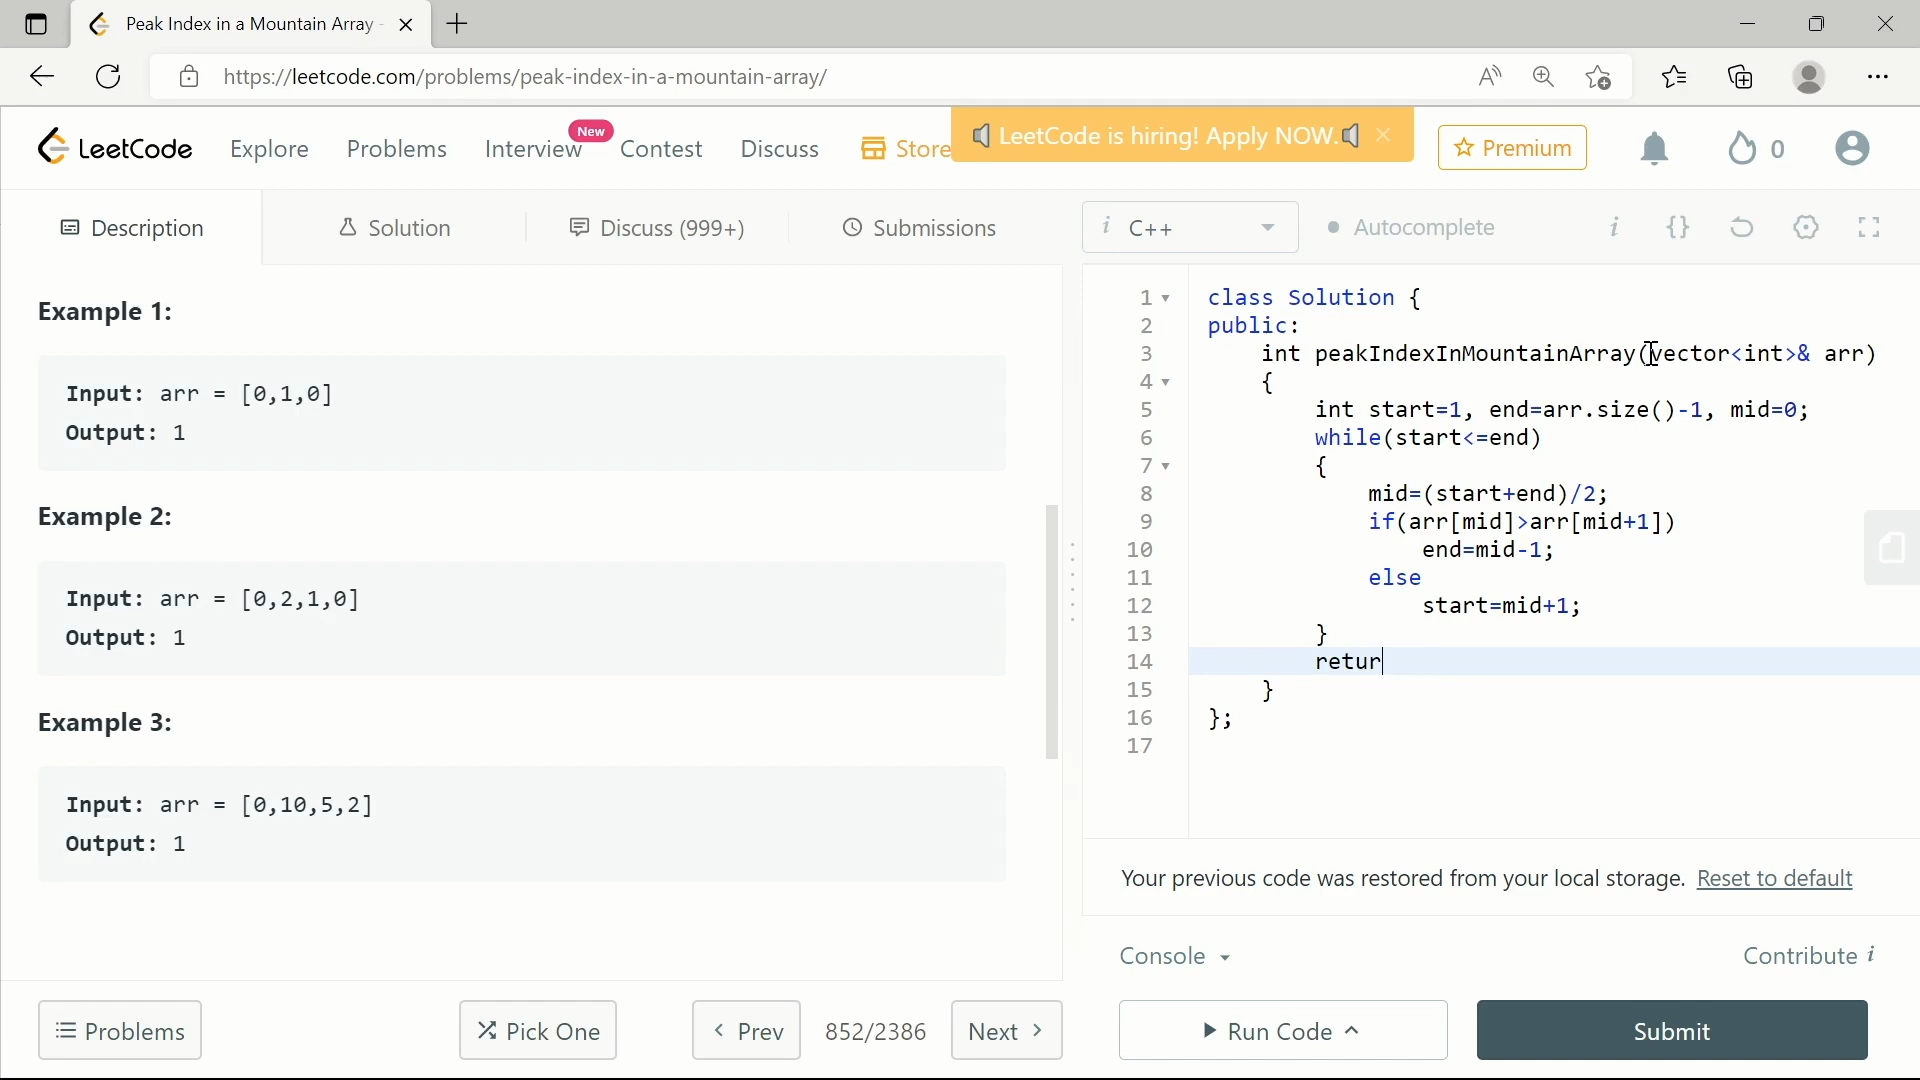 Peak Index in a Mountain Array -
https://leetcode.com/problems/peak-index-in-a-mountain-array/
LeetCode Explore Problems Interview New Contest Discuss Store LeetCode is hiring! Apply NOW. Premium 0
Description Solution Discuss (999+) Submissions
i C++ Autocomplete i {}
Example 1:
Input: arr = [0,1,0]
Output: 1
Example 2:
Input: arr = [0,2,1,0]
Output: 1
Example 3:
Input: arr = [0,10,5,2]
Output: 1
1 class Solution {
2 public:
3 int peakIndexInMountainArray(vector<int>& arr)
4 {
5 int start=1, end=arr.size()-1, mid=0;
6 while(start<=end)
7 {
8 mid=(start+end)/2;
9 if(arr[mid]>arr[mid+1])
10 end=mid-1;
11 else
12 start=mid+1;
13 }
14 retur
15 }
16 };
17
Your previous code was restored from your local storage. Reset to default
Console Contribute i
Problems Pick One Prev 852/2386 Next Run Code Submit